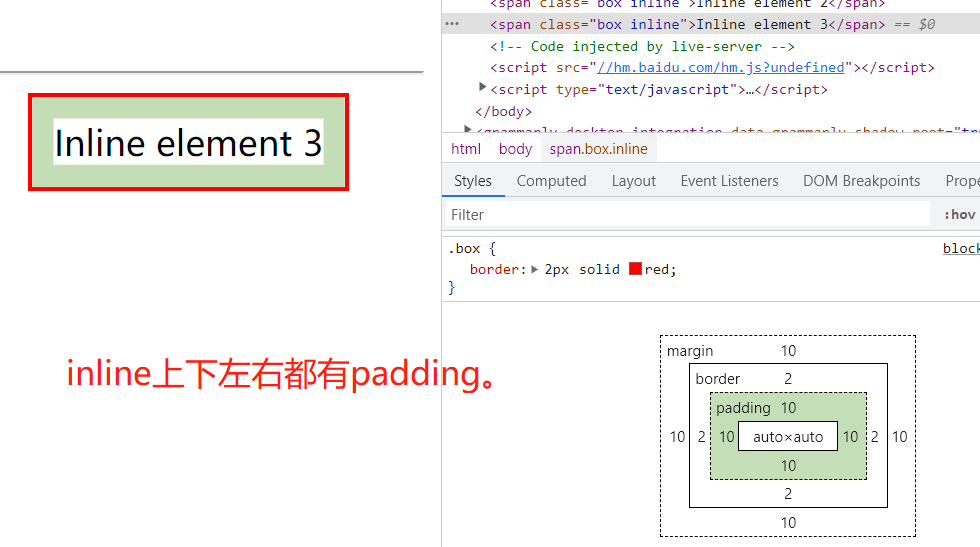 <span class="box inline">Inline element 2</span>
<span class="box inline">Inline element 3</span> == $0
<!-- Code injected by live-server -->
<script src="//hm.baidu.com/hm.js?undefined"></script>
<script type="text/javascript">…</script>
</body>
<grammarly-desktop-integration data-grammarly-shadow-root="tr
html body span.box.inline
Styles Computed Layout Event Listeners DOM Breakpoints Prope
Filter :hov
.box { block
border: 2px solid red;
}
Inline element 3
inline上下左右都有padding。
margin 10
border 2
padding 10
10 2 10 auto×auto 10 2 10
10
2
10